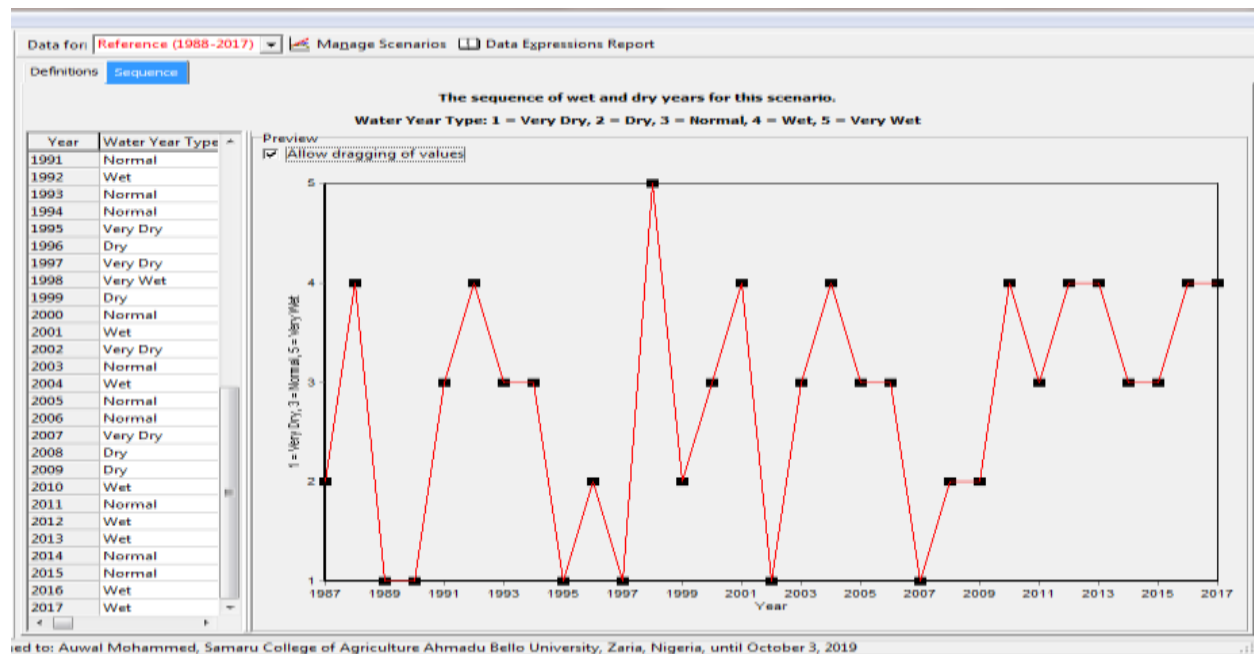 Data for: Reference (1988-2017) Manage Scenarios Data Expressions Report
Definitions Sequence
The sequence of wet and dry years for this scenario.
Water Year Type: 1 = Very Dry, 2 = Dry, 3 = Normal, 4 = Wet, 5 = Very Wet
Year Water Year Type
1991 Normal
1992 Wet
1993 Normal
1994 Normal
1995 Very Dry
1996 Dry
1997 Very Dry
1998 Very Wet
1999 Dry
2000 Normal
2001 Wet
2002 Very Dry
2003 Normal
2004 Wet
2005 Normal
2006 Normal
2007 Very Dry
2008 Dry
2009 Dry
2010 Wet
2011 Normal
2012 Wet
2013 Wet
2014 Normal
2015 Normal
2016 Wet
2017 Wet
Preview
Allow dragging of values
5
4
3
2
1
1 = Very Dry, 3 = Normal, 5 = Very Wet
1987 1989 1991 1993 1995 1997 1999 2001 2003 2005 2007 2009 2011 2013 2015 2017
Year
ed to: Auwal Mohammed, Samaru College of Agriculture Ahmadu Bello University, Zaria, Nigeria, until October 3, 2019